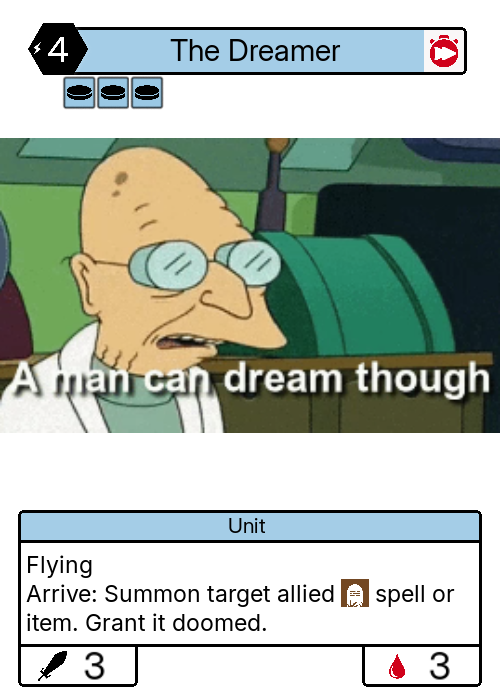 4
The Dreamer
A man can dream though
Unit
Flying
Arrive: Summon target allied spell or
item. Grant it doomed.
3
3